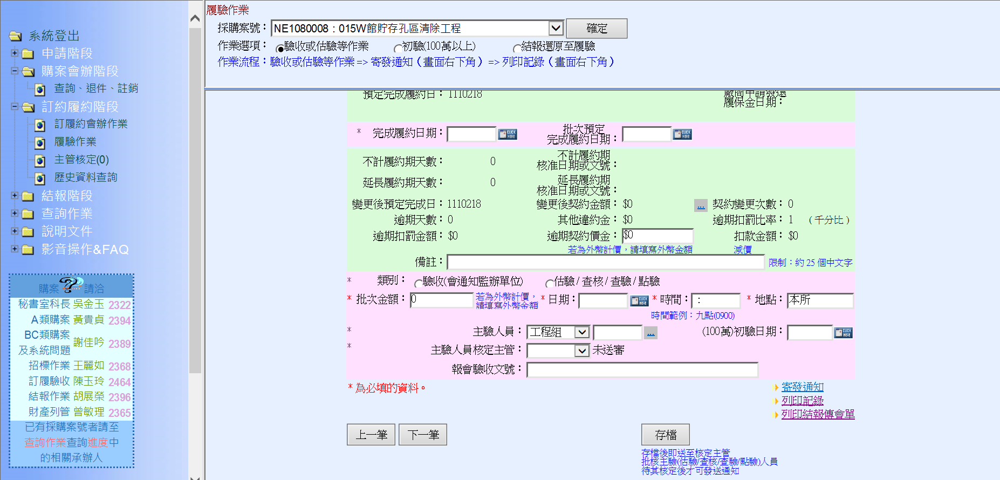 系統登出
申請階段
購案會辦階段
查詢、退件、註銷
訂約履約階段
訂履約會辦作業
履驗作業
主管核定(0)
歷史資料查詢
結報階段
查詢作業
說明文件
影音操作&FAQ
購案 請洽
秘書室科長 吳金玉 2322
A類購案 黃貴貞 2394
BC類購案
及系統問題 謝佳吟 2389
招標作業 王麗如 2368
訂履驗收 陳玉玲 2464
結報作業 胡展榮 2396
財產列管 曾敏理 2365
已有採購案號者請至
查詢作業查詢進度中
的相關承辦人
履驗作業
採購案號： NE1080008：015W館貯存孔區清除工程 確定
作業選項： 驗收或估驗等作業 初驗(100萬以上) 結報還原至履驗
作業流程：驗收或估驗等作業 => 寄發通知（畫面右下角） => 列印記錄（畫面右下角）
預定完成履約日：1110218
廠商申請發還
履保金日期：
* 完成履約日期： CLICK HERE
批次預定
完成履約日期： CLICK HERE
不計履約期天數： 0
不計履約期
核准日期或文號：
延長履約期天數： 0
延長履約期
核准日期或文號：
變更後預定完成日：1110218 變更後契約金額：$0 ... 契約變更次數：0
逾期天數：0 其他違約金：$0 逾期扣罰比率：1 （千分比）
逾期扣罰金額：$0 逾期契約價金：$0 扣款金額：$0
若為外幣計價，請填寫外幣金額 減價
備註： 限制：約 25 個中文字
* 類別： 驗收(會通知監辦單位) 估驗 / 查核 / 查驗 / 點驗
* 批次金額：0 若為外幣計價，
請填寫外幣金額
* 日期： CLICK HERE * 時間： : * 地點：本所
時間範例：九點(0900)
* 主驗人員：工程組 ... (100萬)初驗日期： CLICK HERE
* 主驗人員核定主管： 未送審
報會驗收文號：
* 為必填的資料。
寄發通知
列印記錄
列印結報傳會單
上一筆 下一筆 存檔
存檔後即送至核定主管
批核主驗(估驗/查核/查驗/點驗)人員
待其核定後才可發送通知